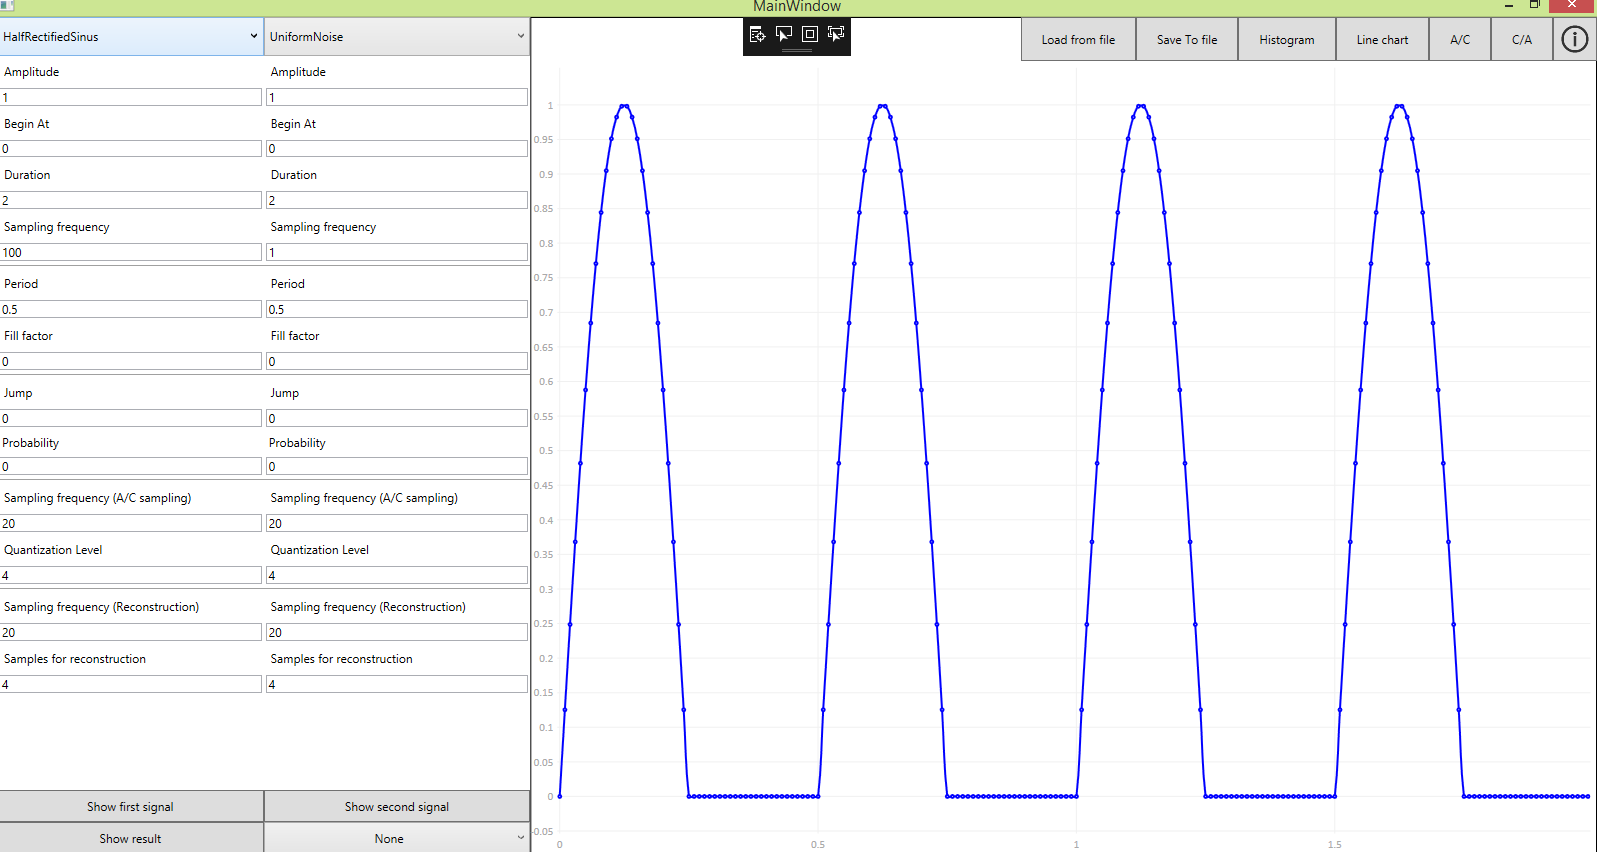 MainWindow
HalfRectifiedSinus UniformNoise
Load from file Save To file Histogram Line chart A/C C/A
Amplitude Amplitude
1 1
Begin At Begin At
0 0
Duration Duration
2 2
Sampling frequency Sampling frequency
100 1
Period Period
0.5 0.5
Fill factor Fill factor
0 0
Jump Jump
0 0
Probability Probability
0 0
Sampling frequency (A/C sampling) Sampling frequency (A/C sampling)
20 20
Quantization Level Quantization Level
4 4
Sampling frequency (Reconstruction) Sampling frequency (Reconstruction)
20 20
Samples for reconstruction Samples for reconstruction
4 4
Show first signal Show second signal
Show result None
1
0.95
0.9
0.85
0.8
0.75
0.7
0.65
0.6
0.55
0.5
0.45
0.4
0.35
0.3
0.25
0.2
0.15
0.1
0.05
0
-0.05
0 0.5 1 1.5